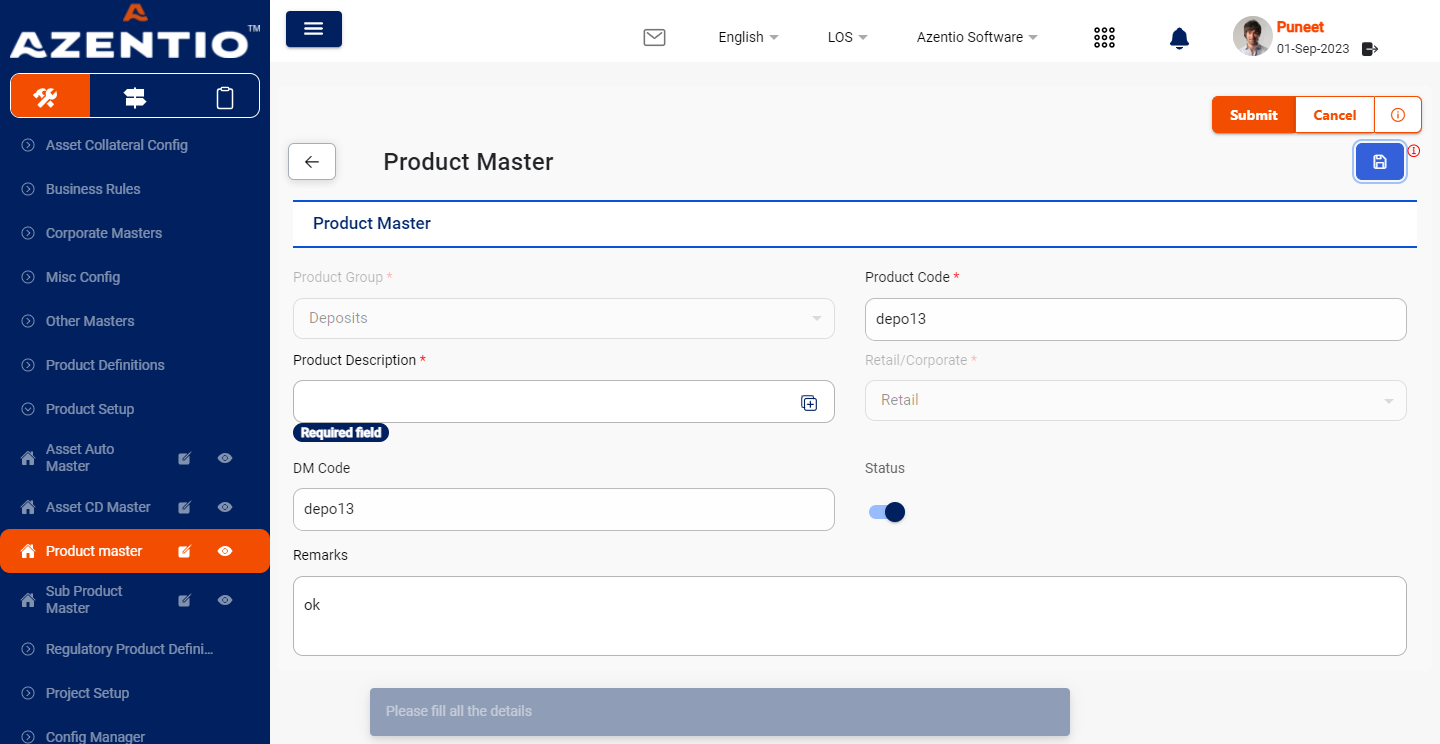 AZENTIO™
English
LOS
Azentio Software
Puneet
01-Sep-2023
Asset Collateral Config
Business Rules
Corporate Masters
Misc Config
Other Masters
Product Definitions
Product Setup
Asset Auto
Master
Asset CD Master
Product master
Sub Product
Master
Regulatory Product Defini...
Project Setup
Config Manager
Submit
Cancel
Product Master
Product Master
Product Group *
Deposits
Product Code *
depo13
Product Description *
Required field
Retail/Corporate *
Retail
DM Code
depo13
Status
Remarks
ok
Please fill all the details